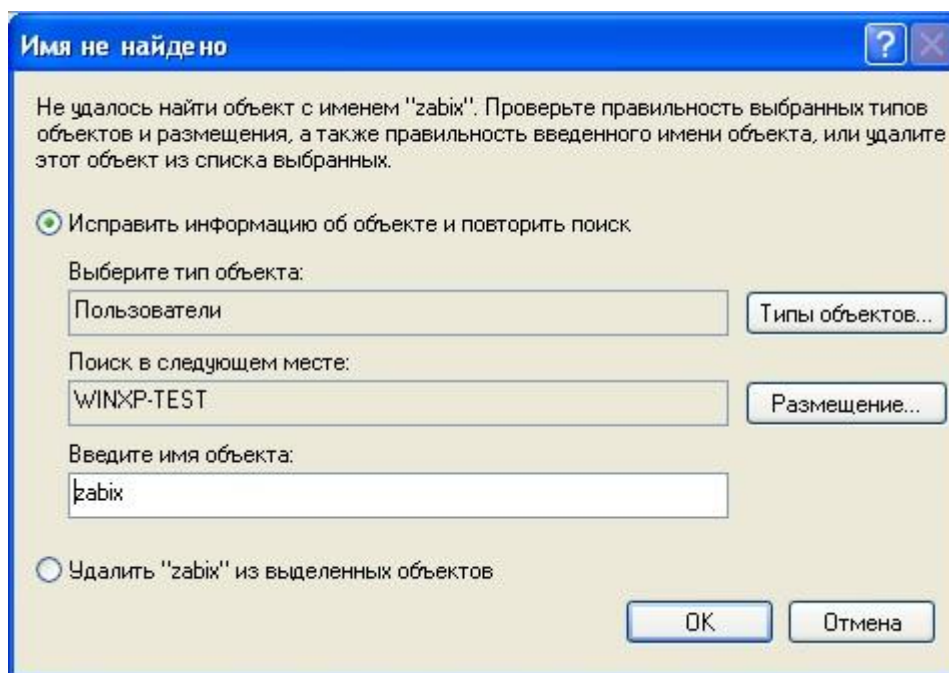 Имя не найдено
Не удалось найти объект с именем "zabix". Проверьте правильность выбранных типов
объектов и размещения, а также правильность введенного имени объекта, или удалите
этот объект из списка выбранных.
Исправить информацию об объекте и повторить поиск
Выберите тип объекта:
Пользователи
Типы объектов...
Поиск в следующем месте:
WINXP-TEST
Размещение...
Введите имя объекта:
zabix
Удалить "zabix" из выделенных объектов
OK
Отмена